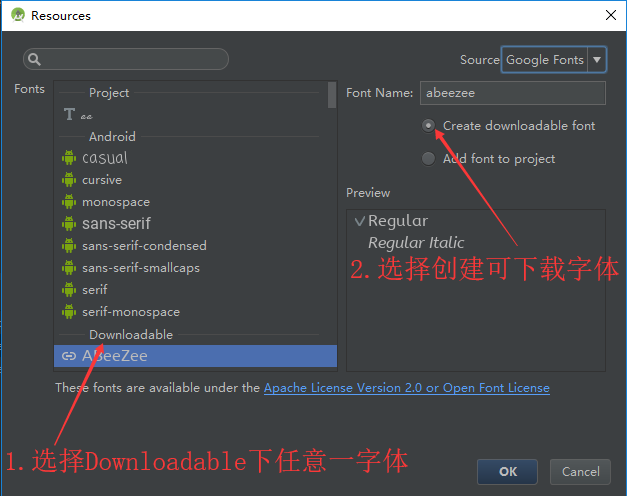 Resources
Source Google Fonts
Fonts
Project
ee
Android
casual
cursive
monospace
sans-serif
sans-serif-condensed
sans-serif-smallcaps
serif
serif-monospace
Downloadable
ABeeZee
Font Name: abeezee
Create downloadable font
Add font to project
Preview
Regular
Regular Italic
2.选择创建可下载字体
These fonts are available under the Apache License Version 2.0 or Open Font License
1.选择Downloadable下任意一字体
OK
Cancel